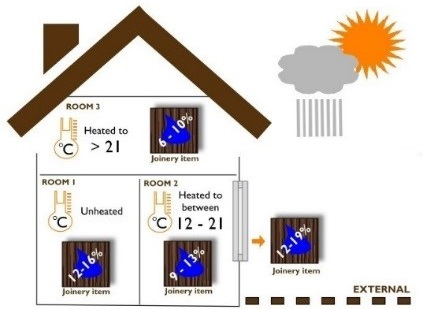 ROOM 3
Heated to
> 21
°C
6 - 10%
Joinery item
ROOM 1
Unheated
°C
12-16%
Joinery item
ROOM 2
Heated to
between
12 - 21
°C
9 - 13%
Joinery item
12-19%
Joinery item
EXTERNAL